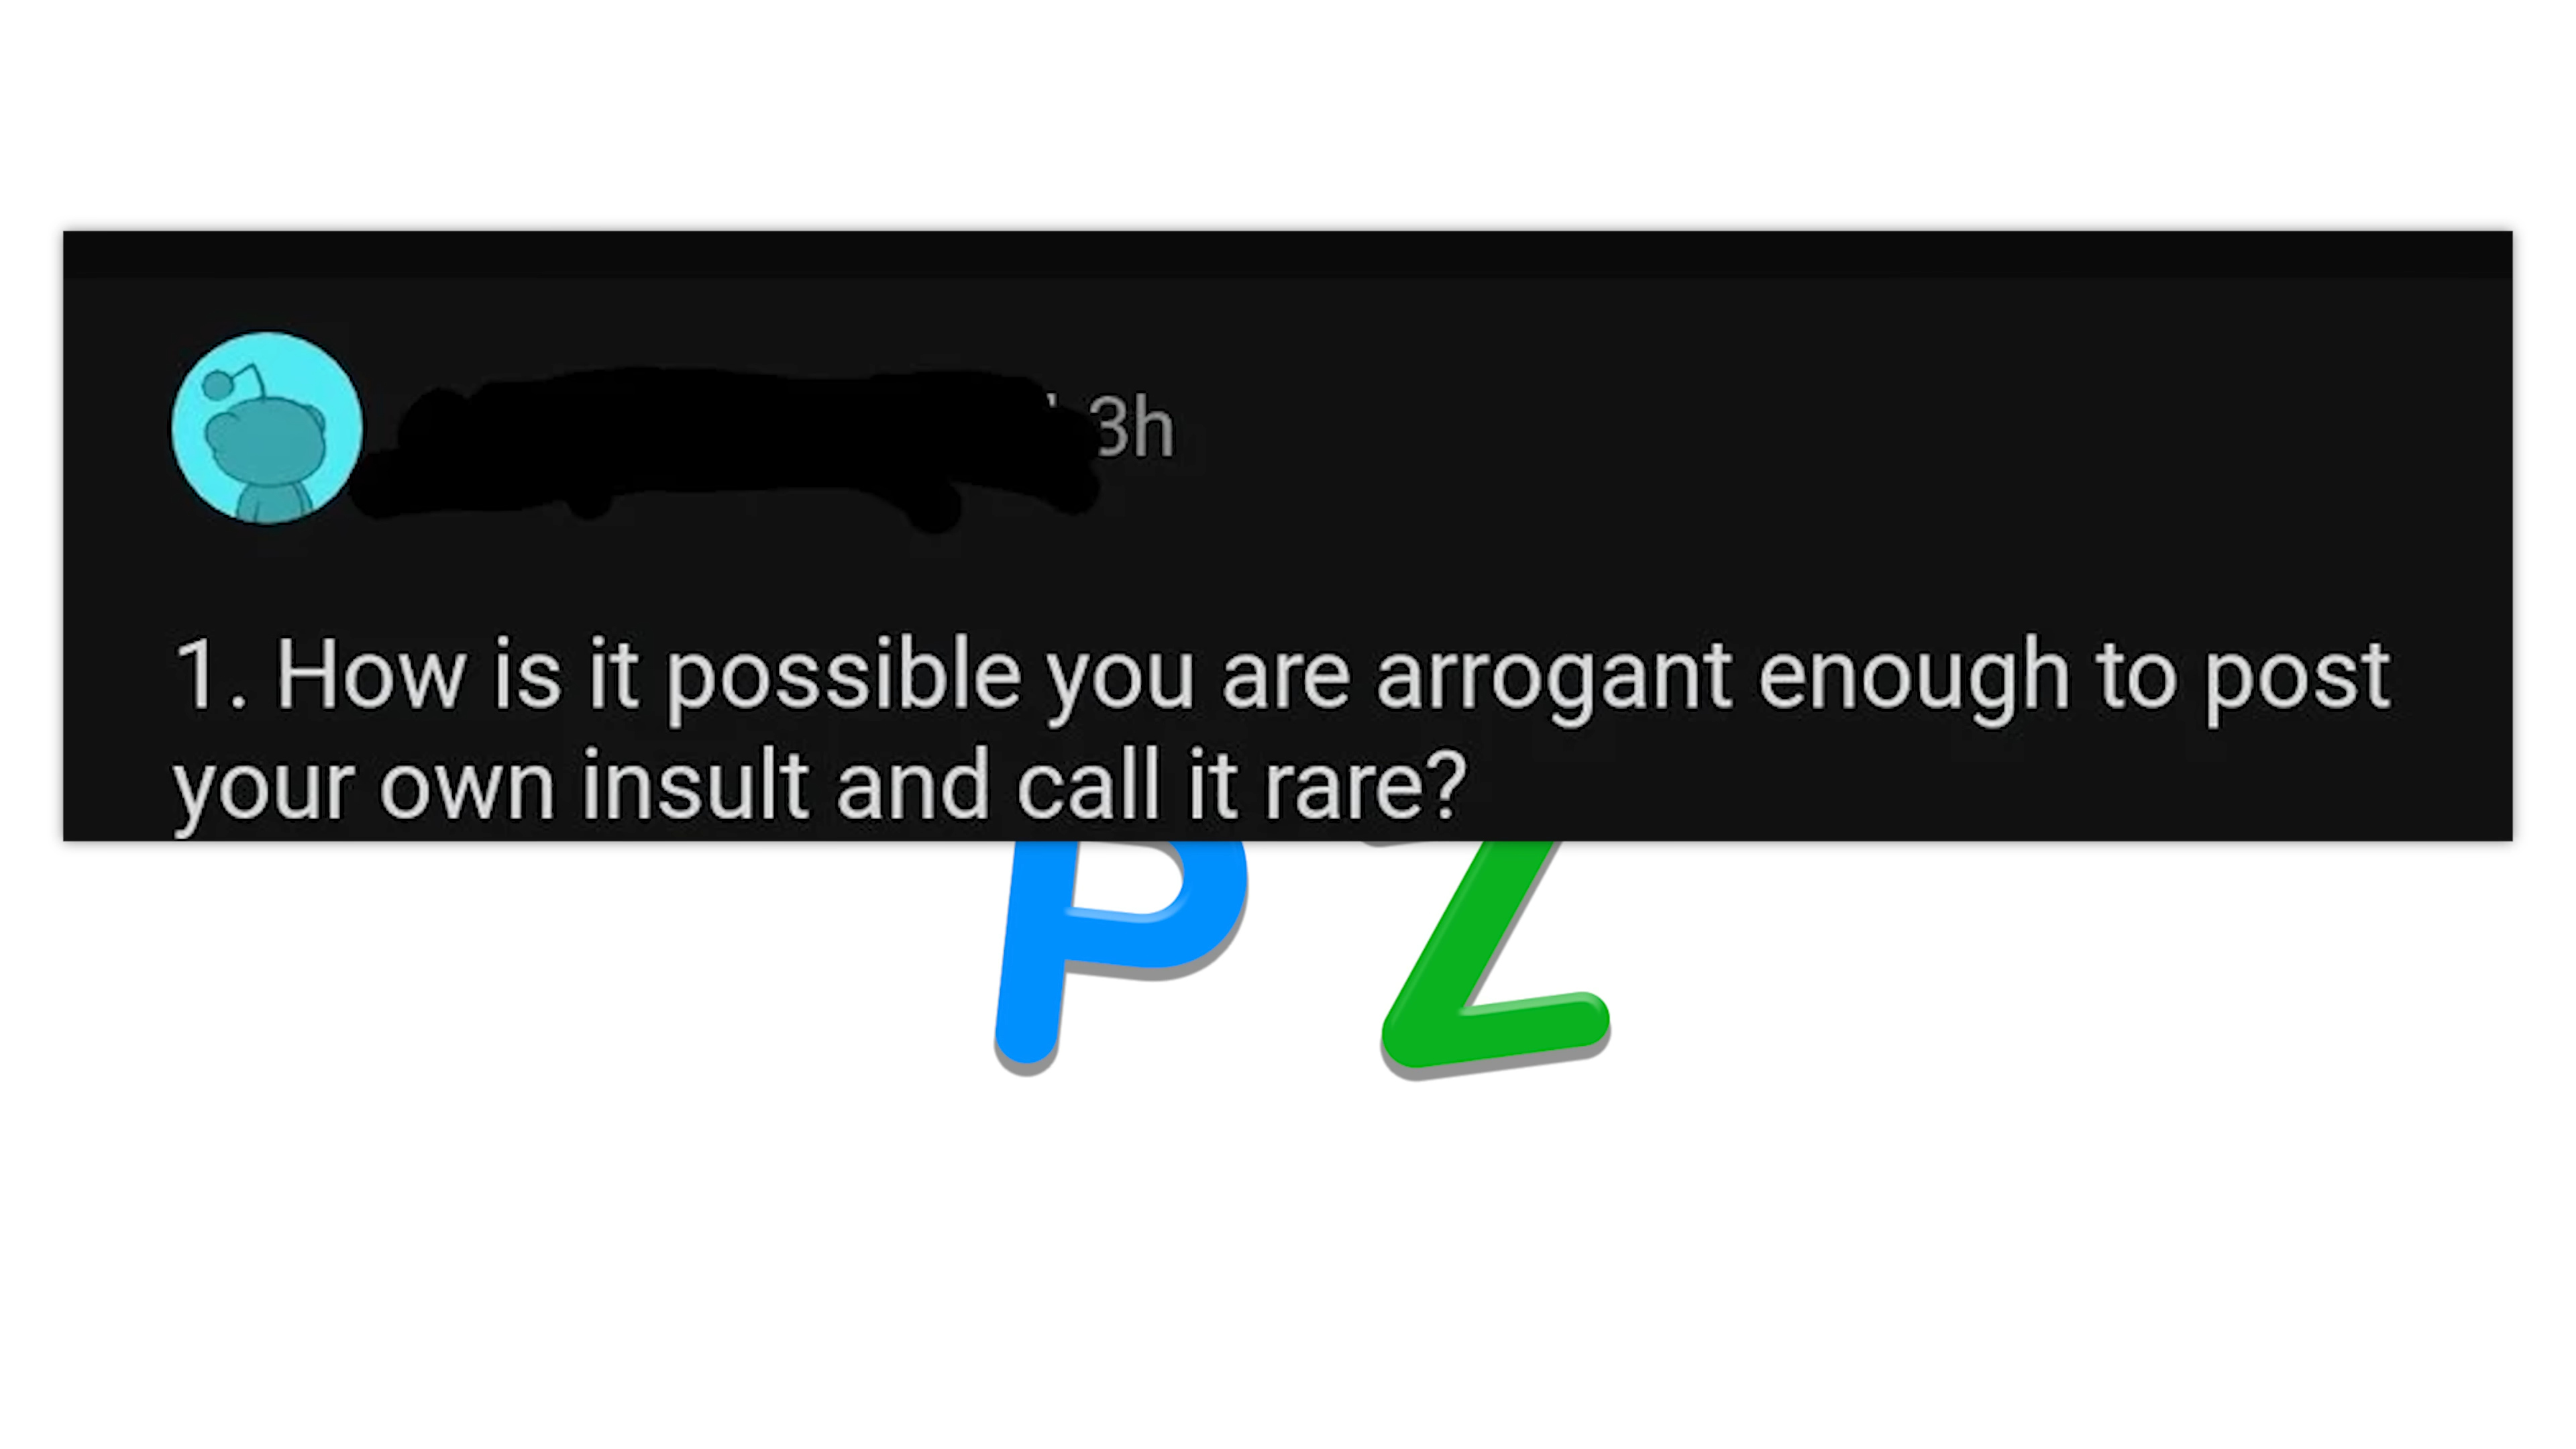 3h
1. How is it possible you are arrogant enough to post
your own insult and call it rare?
P Z